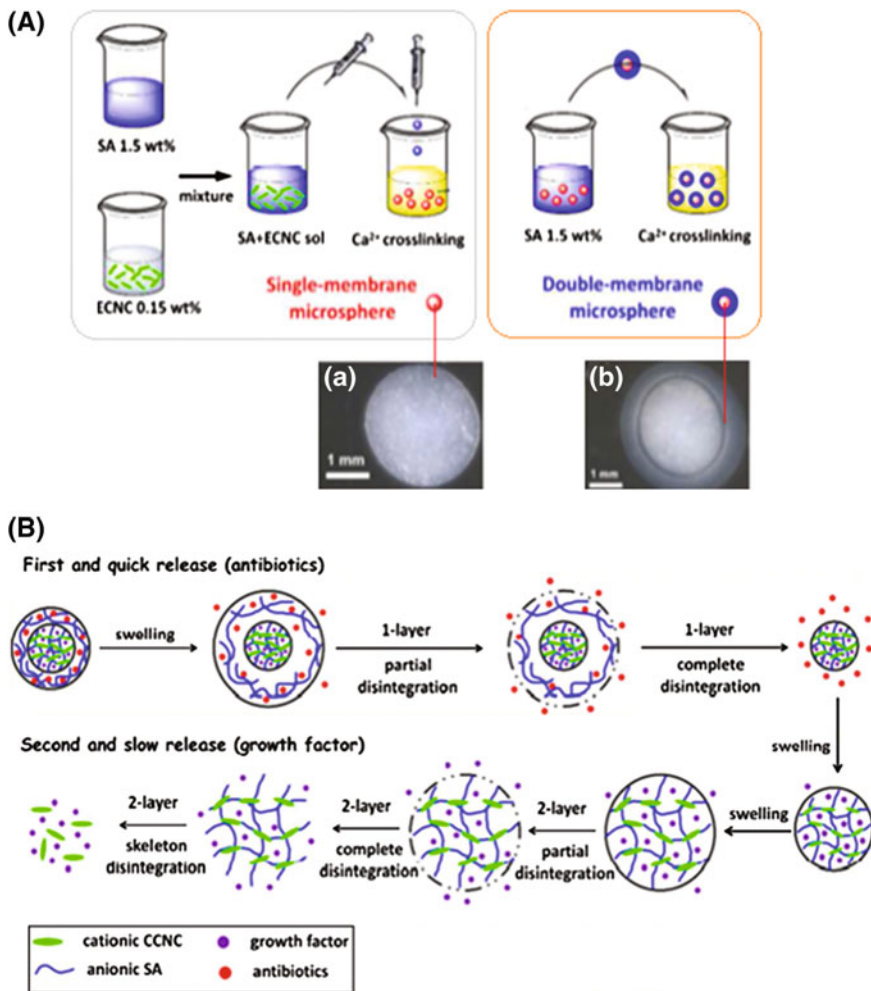 (A)
SA 1.5 wt%
mixture
ECNC 0.15 wt%
SA+ECNC sol
Ca²⁺ crosslinking
Single-membrane
microsphere
SA 1.5 wt%
Ca²⁺ crosslinking
Double-membrane
microsphere
(a)
1 mm
(b)
1 mm
(B)
First and quick release (antibiotics)
swelling
1-layer
partial
disintegration
1-layer
complete
disintegration
swelling
Second and slow release (growth factor)
swelling
2-layer
partial
disintegration
2-layer
complete
disintegration
2-layer
skeleton
disintegration
cationic CCNC
growth factor
anionic SA
antibiotics